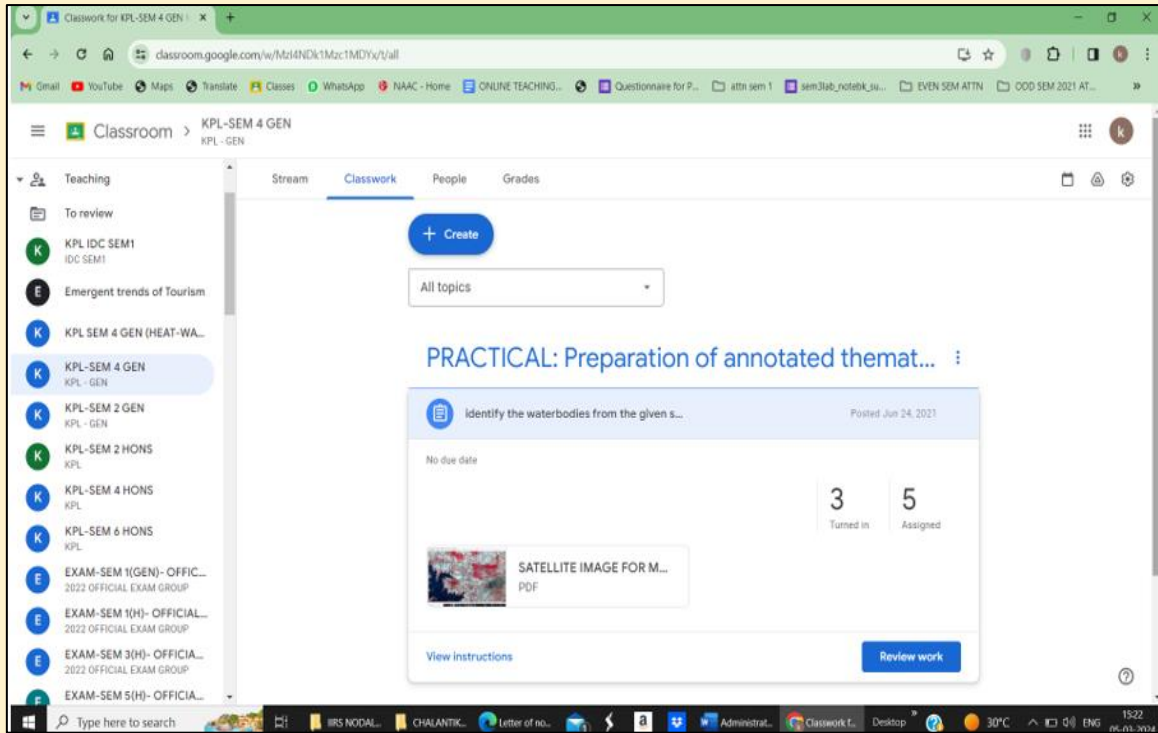 Classwork for KPL-SEM 4 GEN
classroom.google.com/w/MzI4NDk1Mzc1MDYx/t/all
Gmail YouTube Maps Translate Classes WhatsApp NAAC - Home ONLINE TEACHING... Questionnaire for P... attn sem 1 sem3lab_notebk_su... EVEN SEM ATTN ODD SEM 2021 AT... »
Classroom > KPL-SEM 4 GEN
KPL - GEN
k
Teaching
To review
K KPL IDC SEM1
IDC SEM1
E Emergent trends of Tourism
K KPL SEM 4 GEN (HEAT-WA...
K KPL-SEM 4 GEN
KPL - GEN
K KPL-SEM 2 GEN
KPL - GEN
K KPL-SEM 2 HONS
KPL
K KPL-SEM 4 HONS
KPL
K KPL-SEM 6 HONS
KPL
E EXAM-SEM 1(GEN)- OFFIC...
2022 OFFICIAL EXAM GROUP
E EXAM-SEM 1(H)- OFFICIAL...
2022 OFFICIAL EXAM GROUP
E EXAM-SEM 3(H)- OFFICIA...
2022 OFFICIAL EXAM GROUP
E EXAM-SEM 5(H)- OFFICIA...
Stream Classwork People Grades
+ Create
All topics
PRACTICAL: Preparation of annotated themat...
identify the waterbodies from the given s... Posted Jun 24, 2021
No due date
3 5
Turned in Assigned
SATELLITE IMAGE FOR M...
PDF
View instructions Review work
Type here to search IIRS NODAL... CHALANTIK... Letter of no... a Administrat... Classwork f... Desktop » 30°C ENG 15:22
05-03-2024